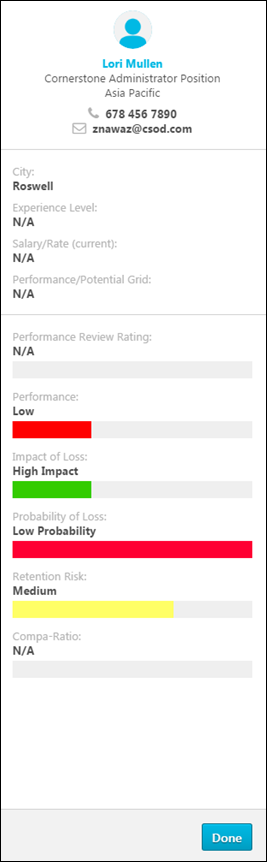 Lori Mullen
Cornerstone Administrator Position
Asia Pacific
678 456 7890
znawaz@csod.com
City:
Roswell
Experience Level:
N/A
Salary/Rate (current):
N/A
Performance/Potential Grid:
N/A
Performance Review Rating:
N/A
Performance:
Low
Impact of Loss:
High Impact
Probability of Loss:
Low Probability
Retention Risk:
Medium
Compa-Ratio:
N/A
Done